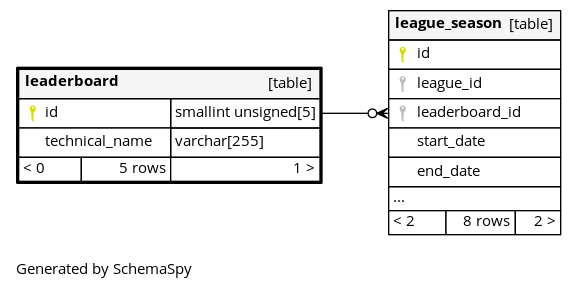 leaderboard [table]
id smallint unsigned[5]
technical_name varchar[255]
< 0 5 rows 1 >
league_season [table]
id
league_id
leaderboard_id
start_date
end_date
...
< 2 8 rows 2 >
Generated by SchemaSpy